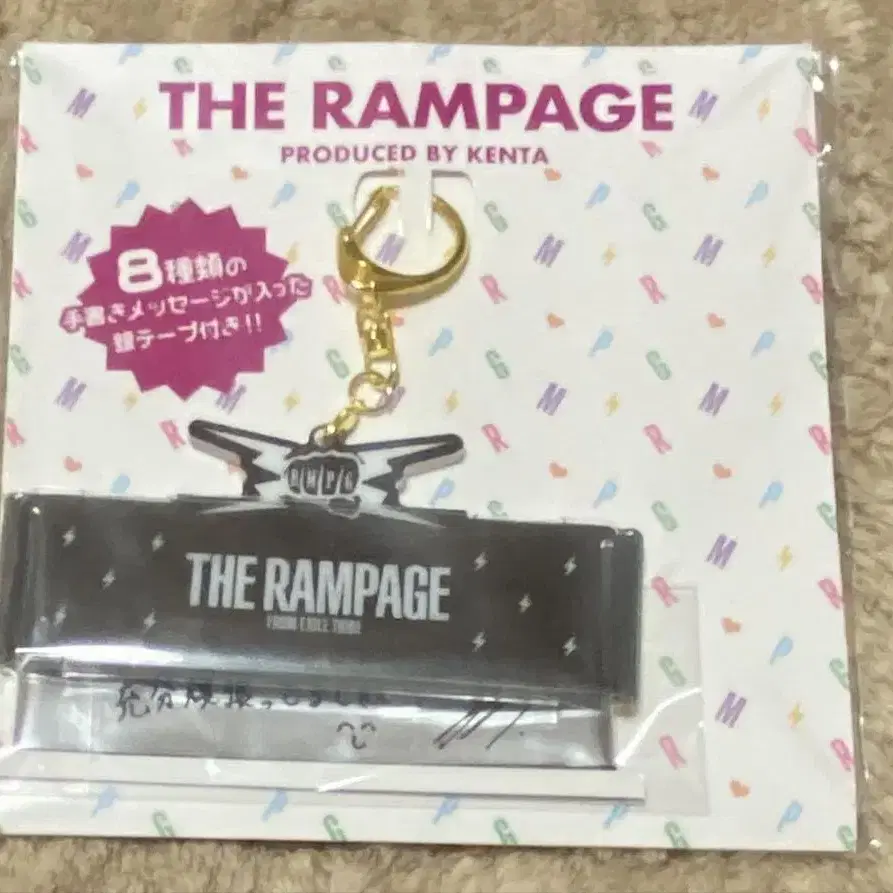 THE RAMPAGE
PRODUCED BY KENTA
8種類の
手書きメッセージが入った
銀テープ付き!!
THE RAMPAGE
FROM EXILE TRIBE